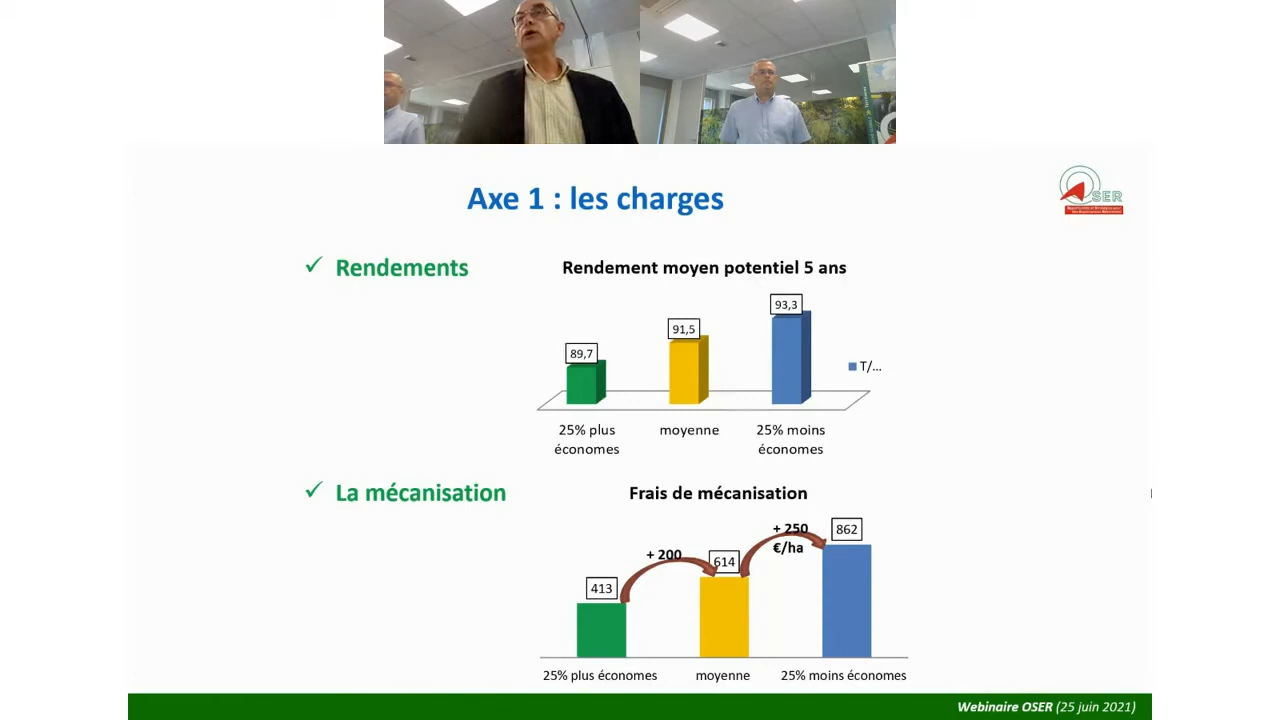 Axe 1 : les charges
SER
✓ Rendements
Rendement moyen potentiel 5 ans
89,7
91,5
93,3
T/...
25% plus
économes
moyenne
25% moins
économes
✓ La mécanisation
Frais de mécanisation
413
+ 200
614
+ 250
€/ha
862
25% plus économes
moyenne
25% moins économes
Webinaire OSER (25 juin 2021)